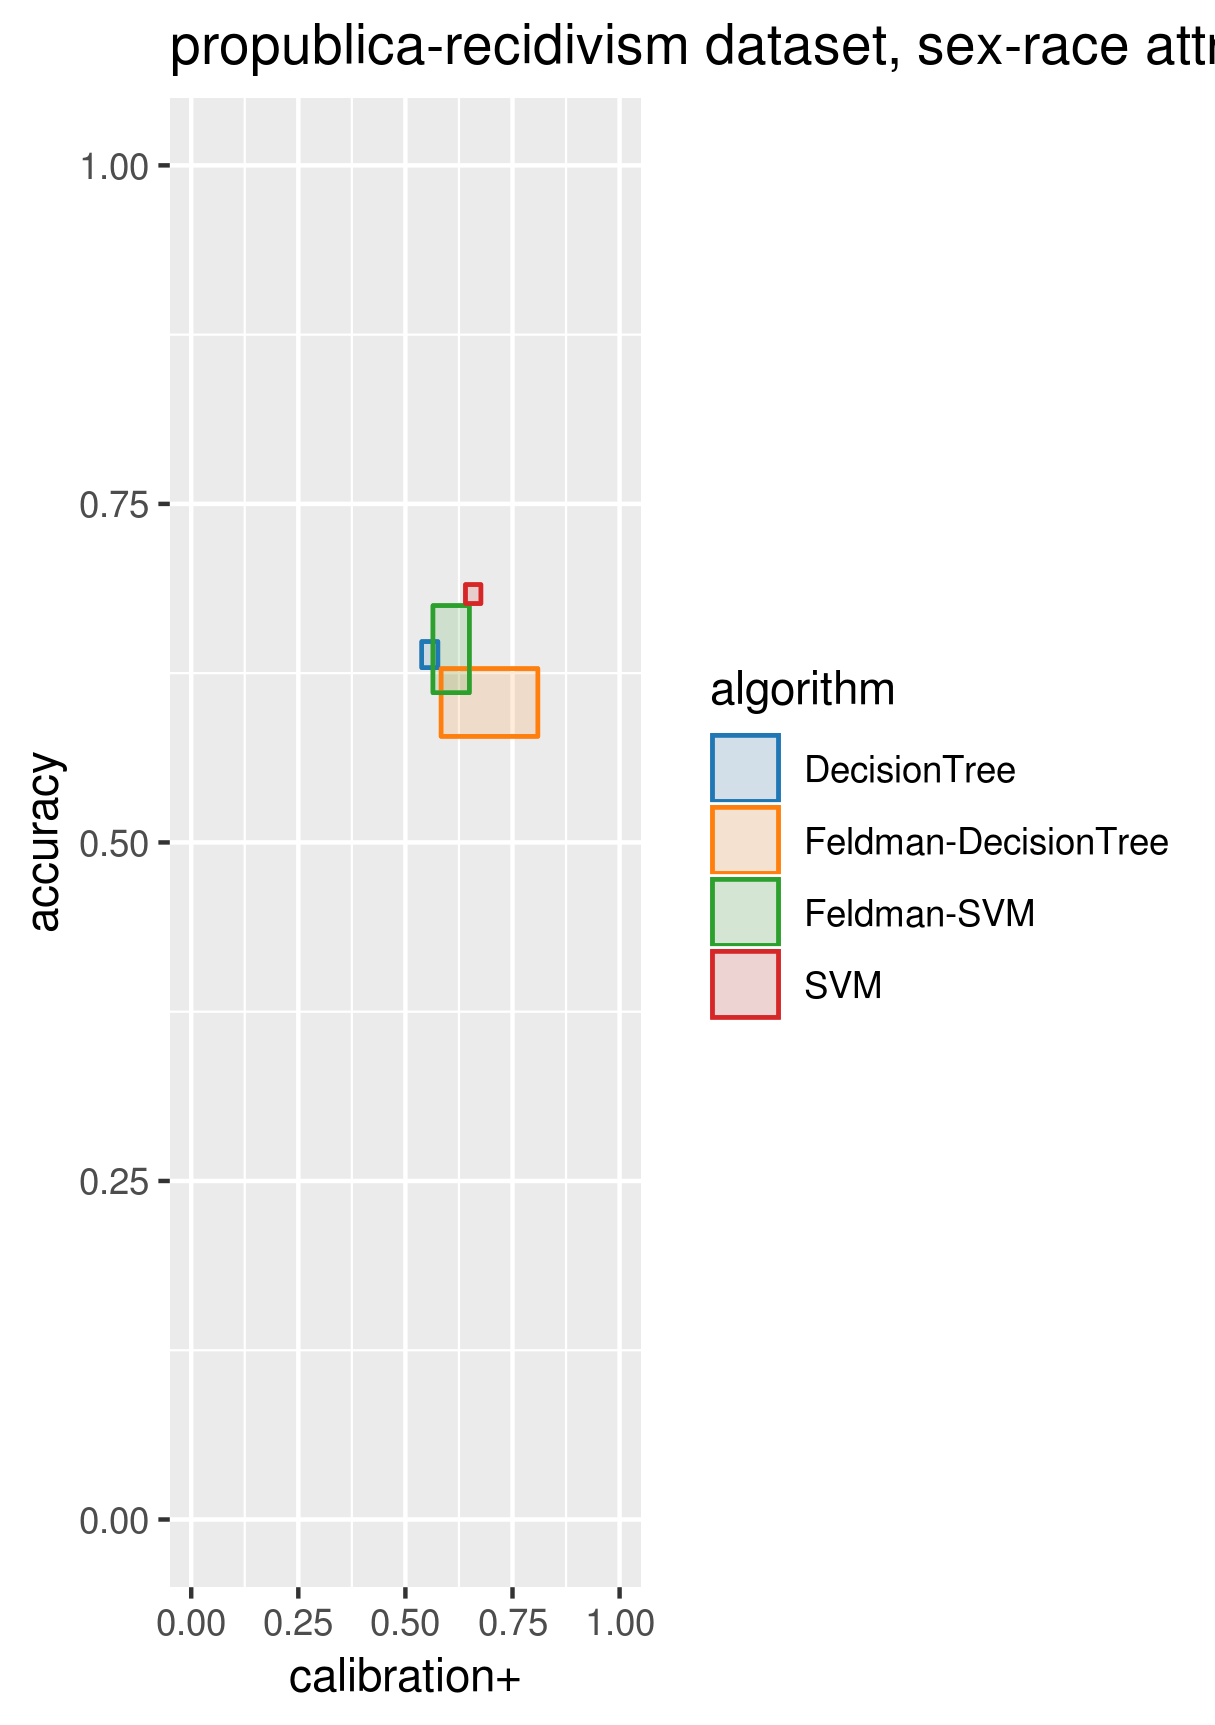 propublica-recidivism dataset, sex-race
accuracy
1.00
0.75
0.50
0.25
0.00
0.00 0.25 0.50 0.75 1.00
calibration+
algorithm
DecisionTree
Feldman-DecisionTree
Feldman-SVM
SVM